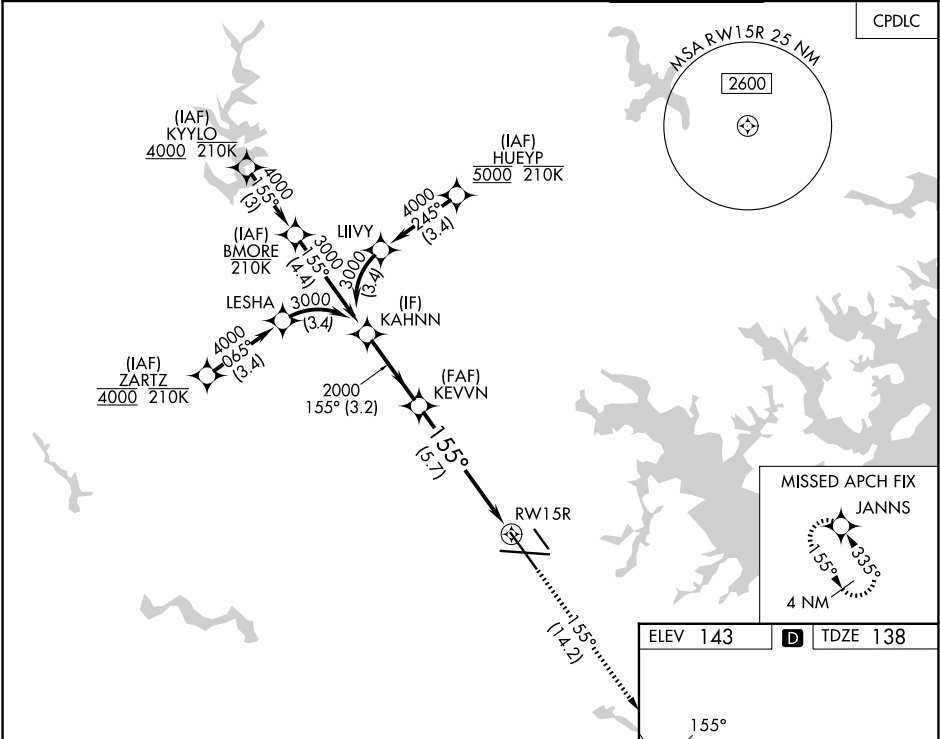 CPDLC
MSA RW15R 25 NM
2600
(IAF)
KYYLO
4000 210K
4000
155°
(3)
(IAF)
HUEYP
5000 210K
4000
245°
(3.4)
LIIVY
3000
(3.4)
(IAF)
BMORE
210K
3000
155°
(4.4)
LESHA
3000
(3.4)
(IF)
KAHNN
4000
065°
(3.4)
(IAF)
ZARTZ
4000 210K
2000
155° (3.2)
(FAF)
KEVVN
155°
(5.7)
RW15R
MISSED APCH FIX
JANNS
155°
335°
4 NM
155°
(14.2)
ELEV 143
D
TDZE 138
155°